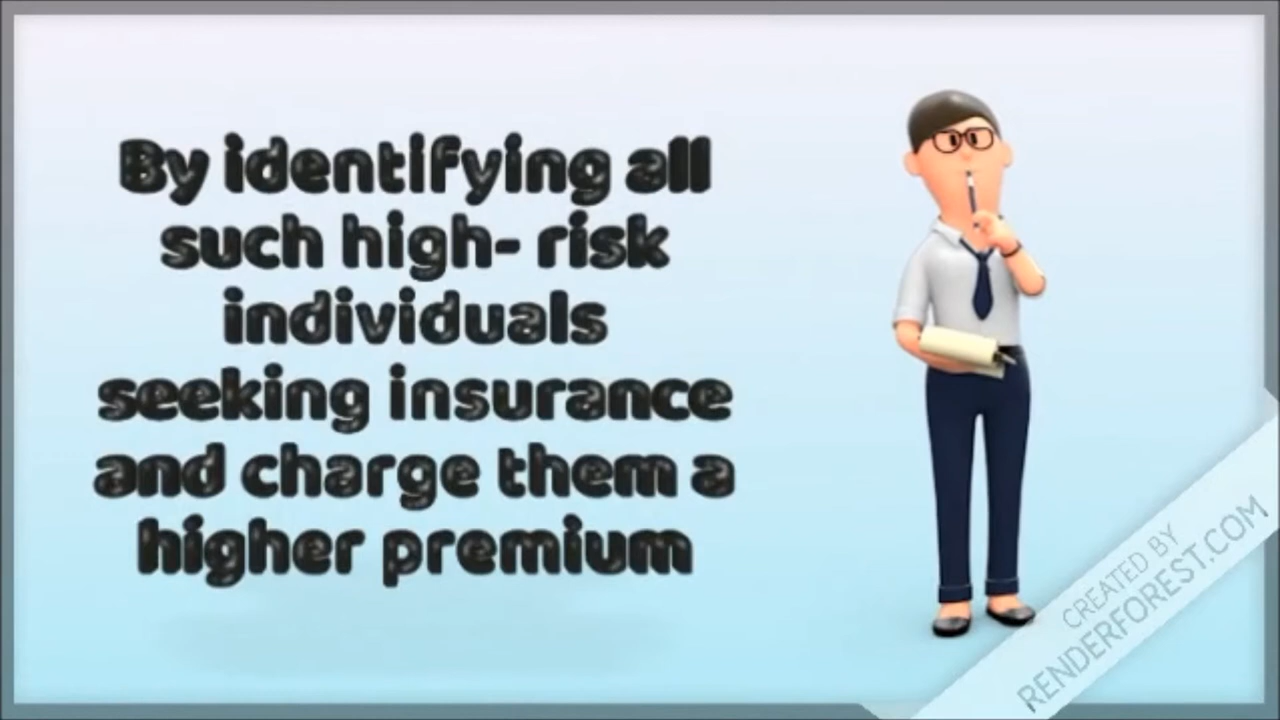 By identifying all
such high- risk
individuals
seeking insurance
and charge them a
higher premium
CREATED BY
RENDERFOREST.COM